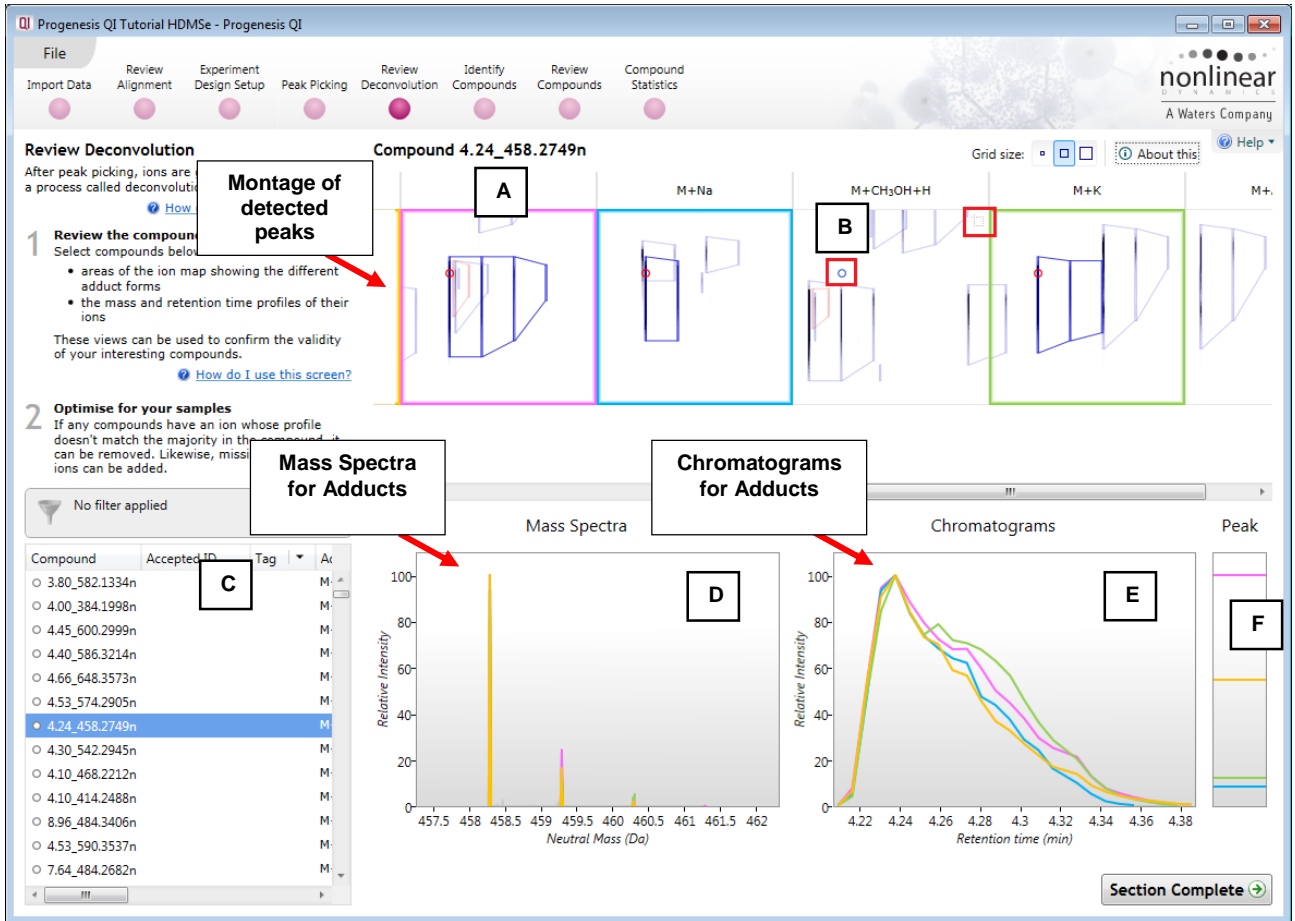 Progenesis QI Tutorial HDMSe - Progenesis QI
File
Import Data
Review Alignment
Experiment Design Setup
Peak Picking
Review Deconvolution
Identify Compounds
Review Compounds
Compound Statistics
nonlinear
DYNAMICS
A Waters Company
Review Deconvolution
After peak picking, ions are
a process called deconvolutio
How
Compound 4.24_458.2749n
Grid size:
About this
Help
Montage of
detected
peaks
A
M+Na
M+CH₃OH+H
M+K
M+
B
1 Review the compoun
Select compounds belo
• areas of the ion map showing the different
adduct forms
• the mass and retention time profiles of their
ions
These views can be used to confirm the validity
of your interesting compounds.
How do I use this screen?
2 Optimise for your samples
If any compounds have an ion whose profile
doesn't match the majority in the compound, it
can be removed. Likewise, missi
ions can be added.
Mass Spectra
for Adducts
Chromatograms
for Adducts
No filter applied
Compound Accepted ID Tag Ad
3.80_582.1334n M
4.00_384.1998n M
4.45_600.2999n M
4.40_586.3214n M
4.66_648.3573n M
4.53_574.2905n M
4.24_458.2749n M
4.30_542.2945n M
4.10_468.2212n M
4.10_414.2488n M
8.96_484.3406n M
4.53_590.3537n M
7.64_484.2682n M
C
Mass Spectra
D
Relative Intensity
100
80
60
40
20
0
457.5 458 458.5 459 459.5 460 460.5 461 461.5 462
Neutral Mass (Da)
Chromatograms
E
Relative Intensity
100
80
60
40
20
0
4.22 4.24 4.26 4.28 4.3 4.32 4.34 4.36 4.38
Retention time (min)
Peak
F
Section Complete